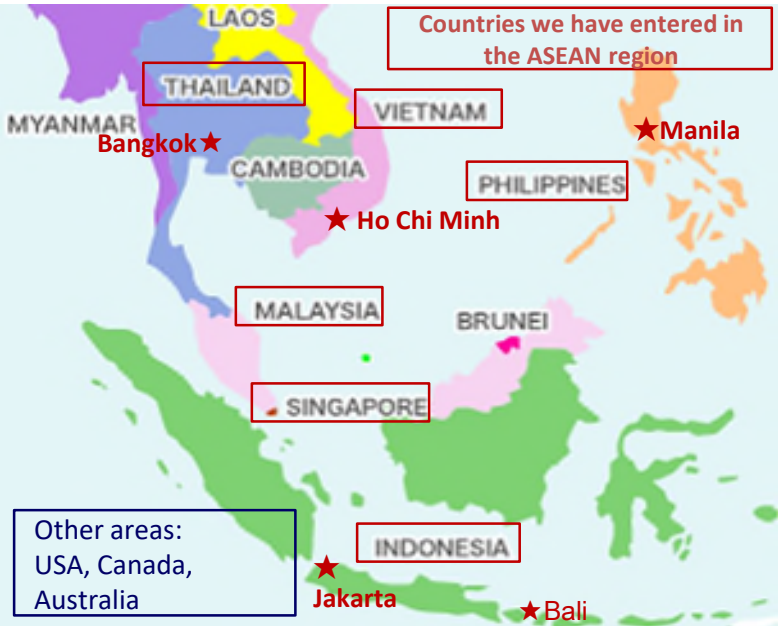 LAOS
Countries we have entered in
the ASEAN region
THAILAND
VIETNAM
MYANMAR
Bangkok
Manila
CAMBODIA
PHILIPPINES
Ho Chi Minh
MALAYSIA
BRUNEI
SINGAPORE
Other areas:
USA, Canada,
Australia
INDONESIA
Jakarta
Bali